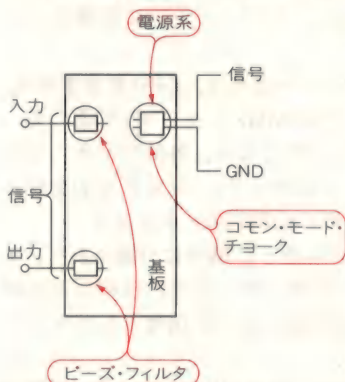 電源系
信号
入力
GND
信号
コモン・モード・
チョーク
出力
基板
ビーズ・フィルタ